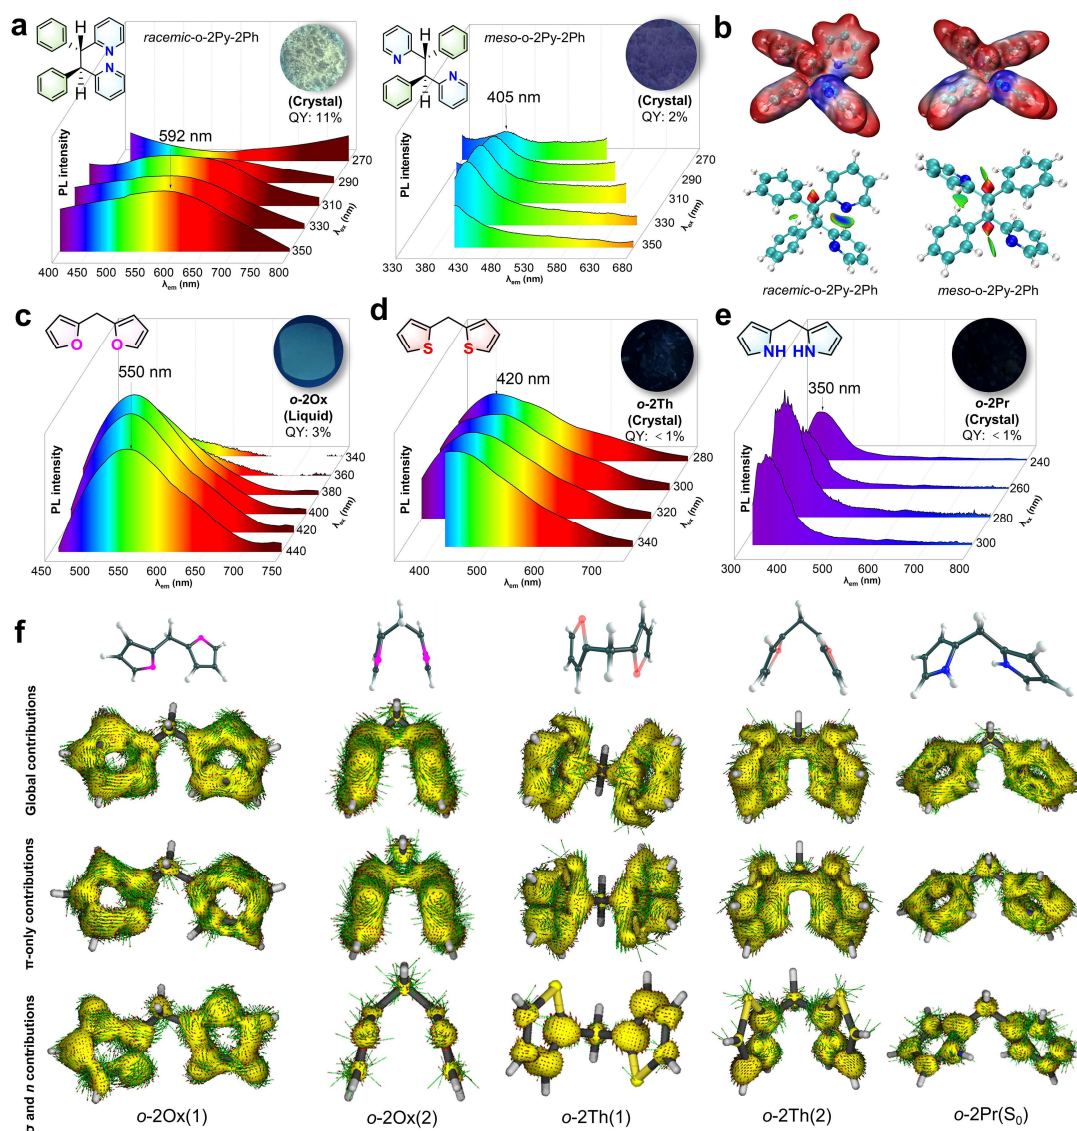 a
racemic-o-2Py-2Ph
H
N
N
H
(Crystal)
QY: 11%
592 nm
PL intensity
270
290
310
330
350
λex (nm)
400 450 500 550 600 650 700 750 800
λem (nm)
meso-o-2Py-2Ph
H
N
N
H
(Crystal)
QY: 2%
405 nm
PL intensity
270
290
310
330
350
λex (nm)
330 380 430 480 530 580 630 680
λem (nm)
b
racemic-o-2Py-2Ph
meso-o-2Py-2Ph
c
O O
550 nm
o-2Ox
(Liquid)
QY: 3%
PL intensity
340
360
380
400
420
440
λex (nm)
450 500 550 600 650 700 750
λem (nm)
d
S S
420 nm
o-2Th
(Crystal)
QY: <1%
PL intensity
280
300
320
340
λex (nm)
400 500 600 700
λem (nm)
e
NH HN
350 nm
o-2Pr
(Crystal)
QY: <1%
PL intensity
240
260
280
300
λex (nm)
300 400 500 600 700 800
λem (nm)
f
Global contributions
π-only contributions
and n contributions
o-2Ox(1)
o-2Ox(2)
o-2Th(1)
o-2Th(2)
o-2Pr(S₀)